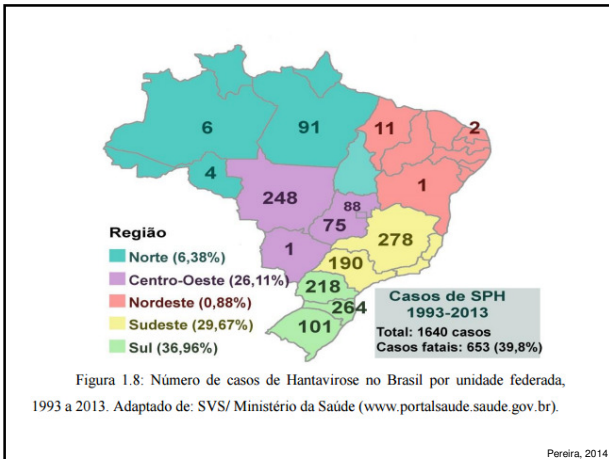 6
91
11
2
4
248
1
88
75
1
278
190
218
264
101
Região
Norte (6,38%)
Centro-Oeste (26,11%)
Nordeste (0,88%)
Sudeste (29,67%)
Sul (36,96%)
Casos de SPH
1993-2013
Total: 1640 casos
Casos fatais: 653 (39,8%)
Figura 1.8: Número de casos de Hantavirose no Brasil por unidade federada,
1993 a 2013. Adaptado de: SVS/ Ministério da Saúde (www.portalsaude.saude.gov.br).
Pereira, 2014